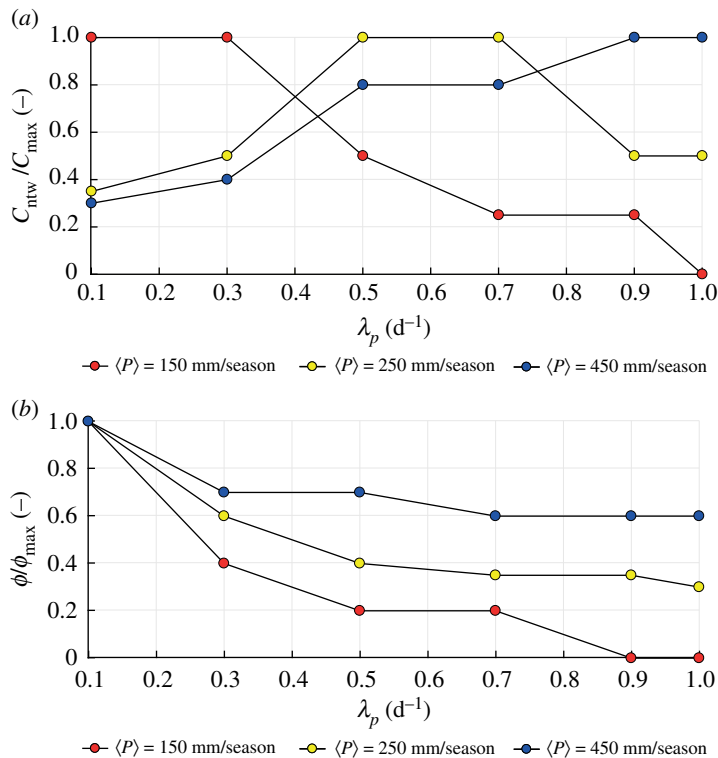 (a)
1.0
0.8
0.6
0.4
0.2
0
C_ntw/C_max (–)
0.1 0.2 0.3 0.4 0.5 0.6 0.7 0.8 0.9 1.0
λ_p (d⁻¹)
⟨P⟩ = 150 mm/season ⟨P⟩ = 250 mm/season ⟨P⟩ = 450 mm/season
(b)
1.0
0.8
0.6
0.4
0.2
0
ϕ/ϕ_max (–)
0.1 0.2 0.3 0.4 0.5 0.6 0.7 0.8 0.9 1.0
λ_p (d⁻¹)
⟨P⟩ = 150 mm/season ⟨P⟩ = 250 mm/season ⟨P⟩ = 450 mm/season